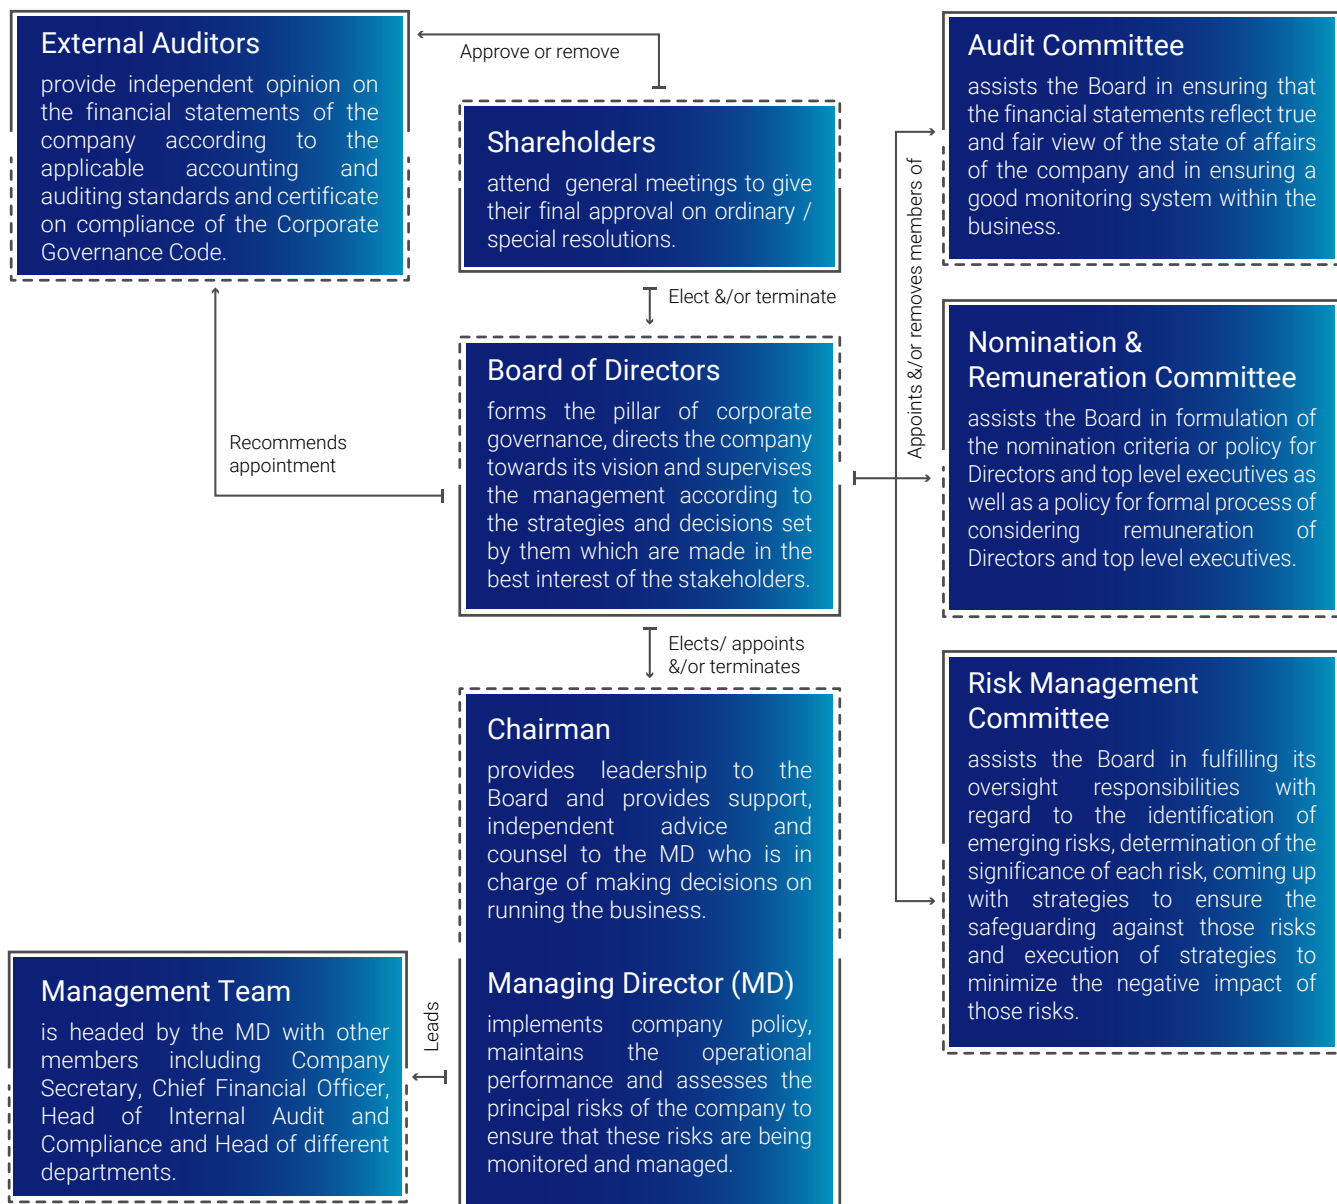 External Auditors
provide independent opinion on
the financial statements of the
company according to the
applicable accounting and
auditing standards and certificate
on compliance of the Corporate
Governance Code.
Approve or remove
Shareholders
attend general meetings to give
their final approval on ordinary /
special resolutions.
Elect &/or terminate
Recommends
appointment
Board of Directors
forms the pillar of corporate
governance, directs the company
towards its vision and supervises
the management according to
the strategies and decisions set
by them which are made in the
best interest of the stakeholders.
Elects/ appoints
&/or terminates
Chairman
provides leadership to the
Board and provides support,
independent advice and
counsel to the MD who is in
charge of making decisions on
running the business.
Managing Director (MD)
implements company policy,
maintains the operational
performance and assesses the
principal risks of the company to
ensure that these risks are being
monitored and managed.
Leads
Management Team
is headed by the MD with other
members including Company
Secretary, Chief Financial Officer,
Head of Internal Audit and
Compliance and Head of different
departments.
Appoints &/or removes members of
Audit Committee
assists the Board in ensuring that
the financial statements reflect true
and fair view of the state of affairs
of the company and in ensuring a
good monitoring system within the
business.
Nomination &
Remuneration Committee
assists the Board in formulation of
the nomination criteria or policy for
Directors and top level executives as
well as a policy for formal process of
considering remuneration of
Directors and top level executives.
Risk Management
Committee
assists the Board in fulfilling its
oversight responsibilities with
regard to the identification of
emerging risks, determination of the
significance of each risk, coming up
with strategies to ensure the
safeguarding against those risks
and execution of strategies to
minimize the negative impact of
those risks.